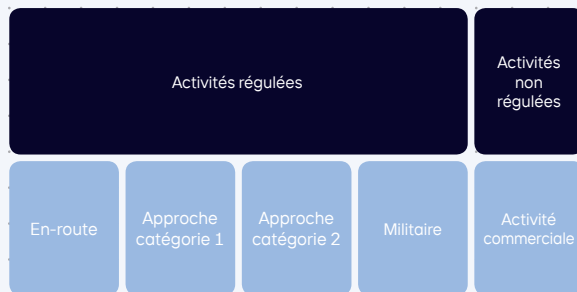 Activités régulées
Activités
non
régulées
En-route
Approche
catégorie 1
Approche
catégorie 2
Militaire
Activité
commerciale